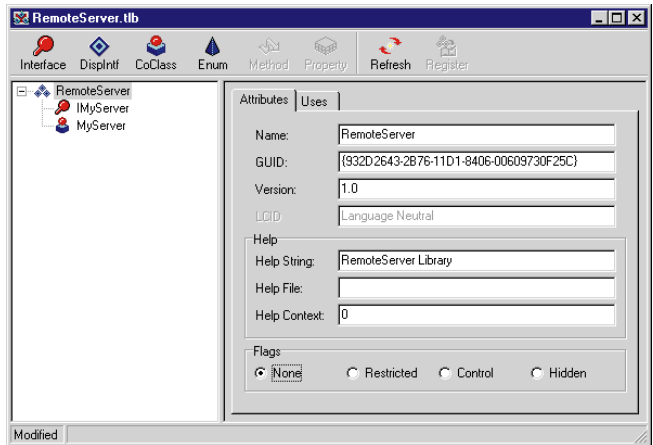 RemoteServer.tlb
Interface DispIntf CoClass Enum Method Property Refresh Register
RemoteServer
IMyServer
MyServer
Attributes Uses
Name: RemoteServer
GUID: {932D2643-2B76-11D1-8406-00609730F25C}
Version: 1.0
LCID Language Neutral
Help
Help String: RemoteServer Library
Help File:
Help Context: 0
Flags
None Restricted Control Hidden
Modified